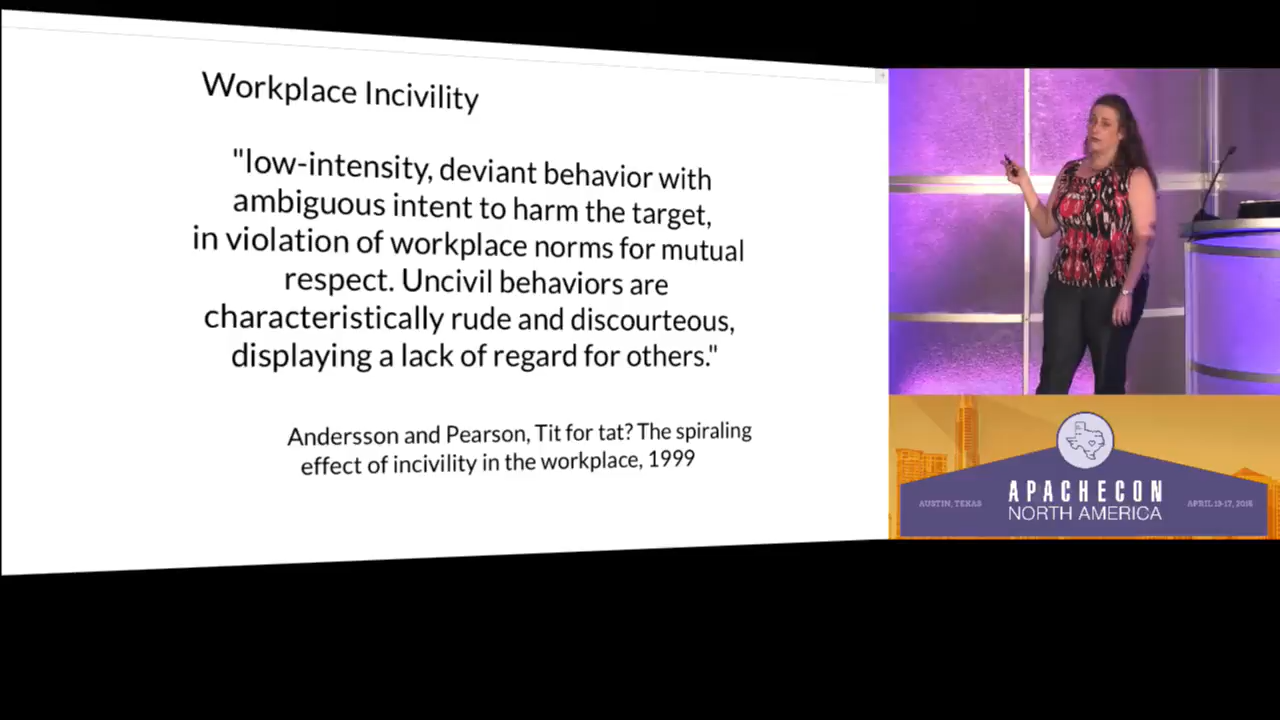 Workplace Incivility
"low-intensity, deviant behavior with
ambiguous intent to harm the target,
in violation of workplace norms for mutual
respect. Uncivil behaviors are
characteristically rude and discourteous,
displaying a lack of regard for others."
Andersson and Pearson, Tit for tat? The spiraling
effect of incivility in the workplace, 1999
AUSTIN, TEXAS
APACHECON
NORTH AMERICA
APRIL 13-17, 2015